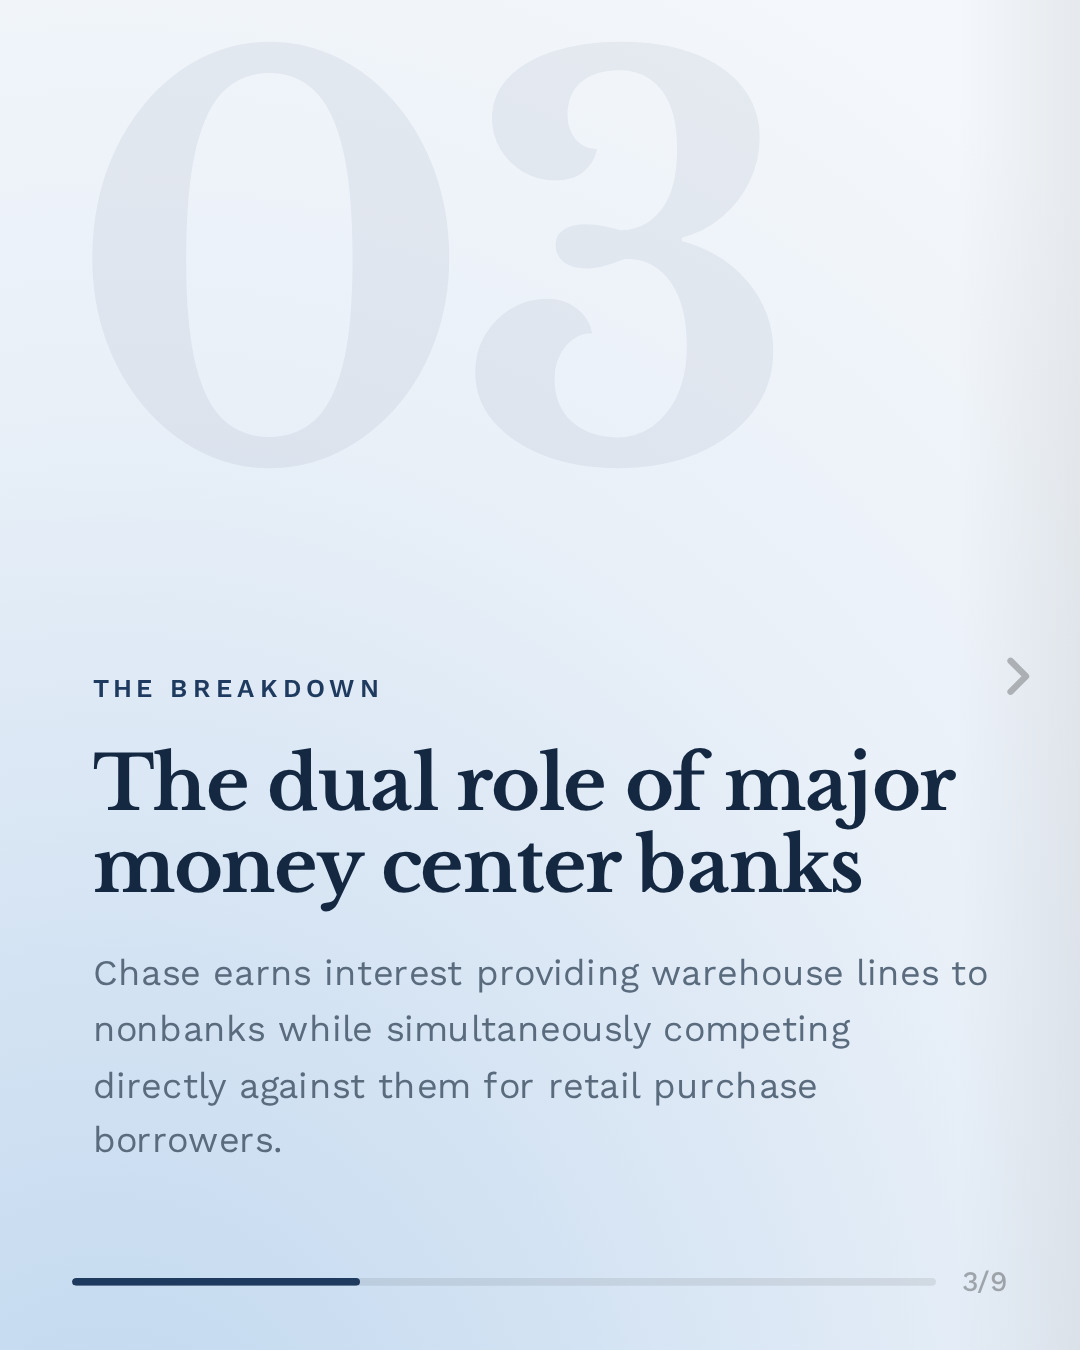 03
THE BREAKDOWN
The dual role of major
money center banks
Chase earns interest providing warehouse lines to
nonbanks while simultaneously competing
directly against them for retail purchase
borrowers.
3/9